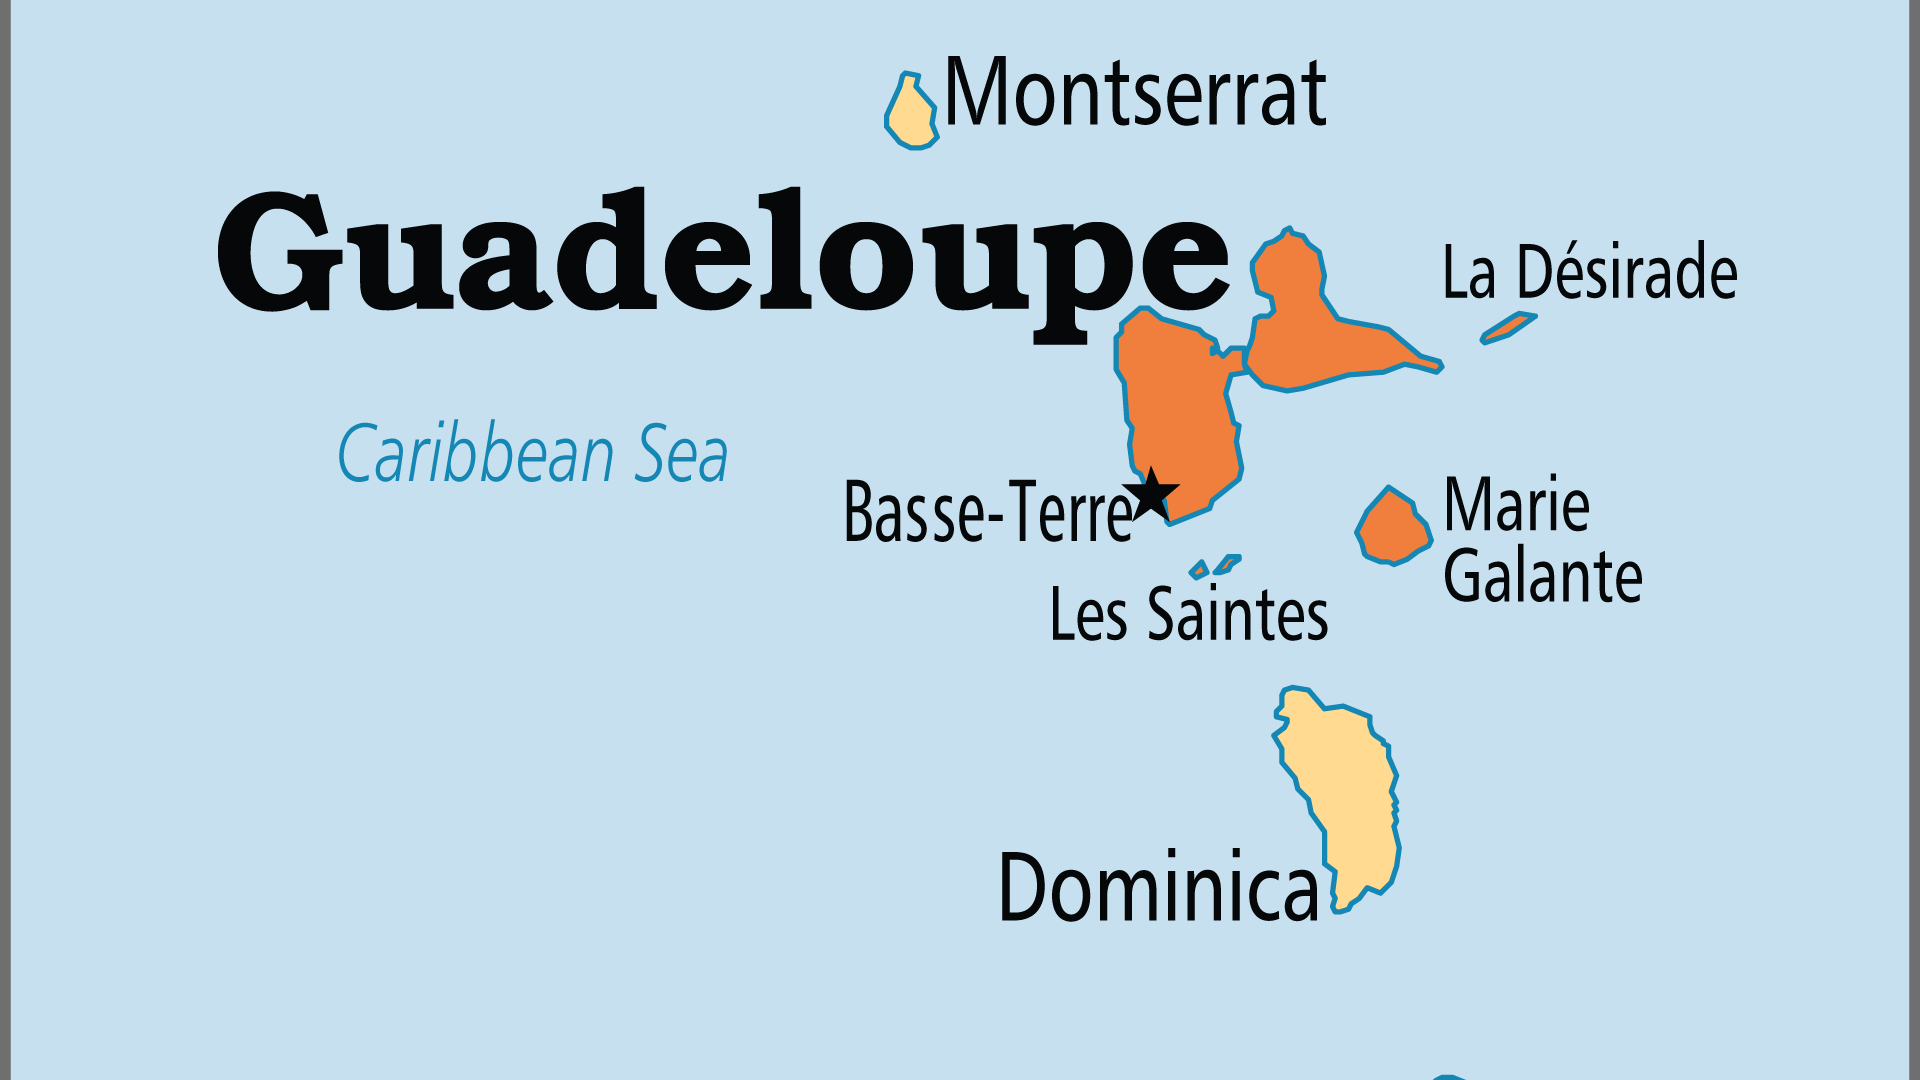 Montserrat
Guadeloupe
La Désirade
Caribbean Sea
Basse-Terre
Marie
Galante
Les Saintes
Dominica